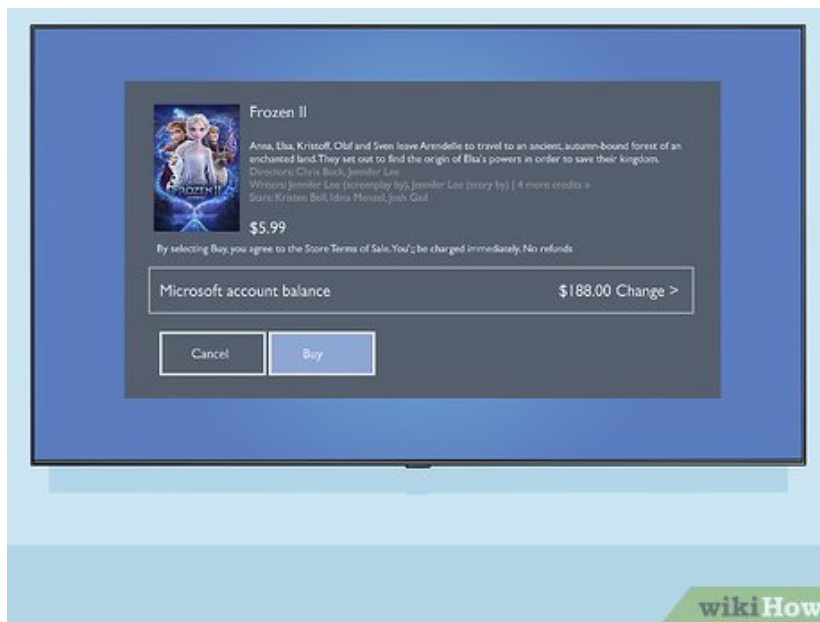 Frozen II
Anna, Elsa, Kristoff, Olaf and Sven leave Arendelle to travel to an ancient, autumn-bound forest of an
enchanted land. They set out to find the origin of Elsa's powers in order to save their kingdom.
Directors: Chris Buck, Jennifer Lee
Writers: Jennifer Lee (screenplay by), Jennifer Lee (story by) | 4 more credits »
Stars: Kristen Bell, Idina Menzel, Josh Gad
FROZEN II
$5.99
By selecting Buy, you agree to the Store Terms of Sale. You';; be charged immediately. No refunds
Microsoft account balance
$188.00 Change >
Cancel
Buy
wikiHow